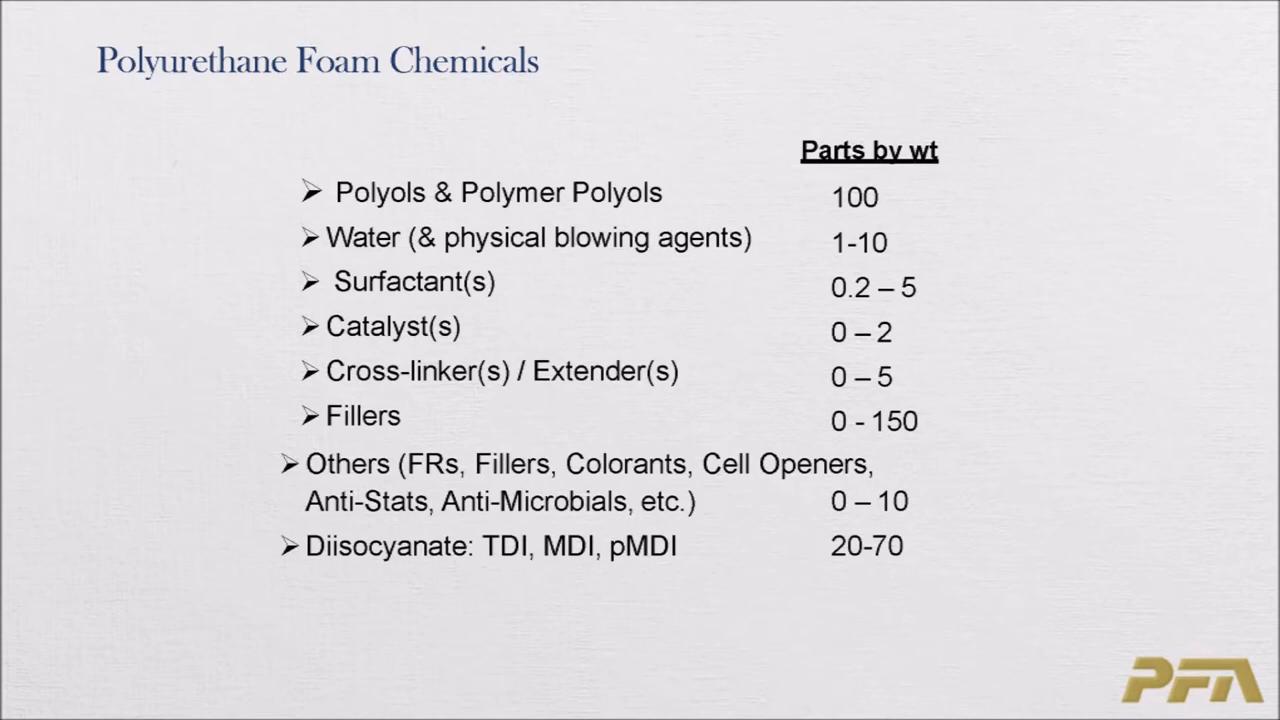 Polyurethane Foam Chemicals
Parts by wt
Polyols & Polymer Polyols 100
Water (& physical blowing agents) 1-10
Surfactant(s) 0.2 – 5
Catalyst(s) 0 – 2
Cross-linker(s) / Extender(s) 0 – 5
Fillers 0 - 150
Others (FRs, Fillers, Colorants, Cell Openers,
Anti-Stats, Anti-Microbials, etc.) 0 – 10
Diisocyanate: TDI, MDI, pMDI 20-70
PFA